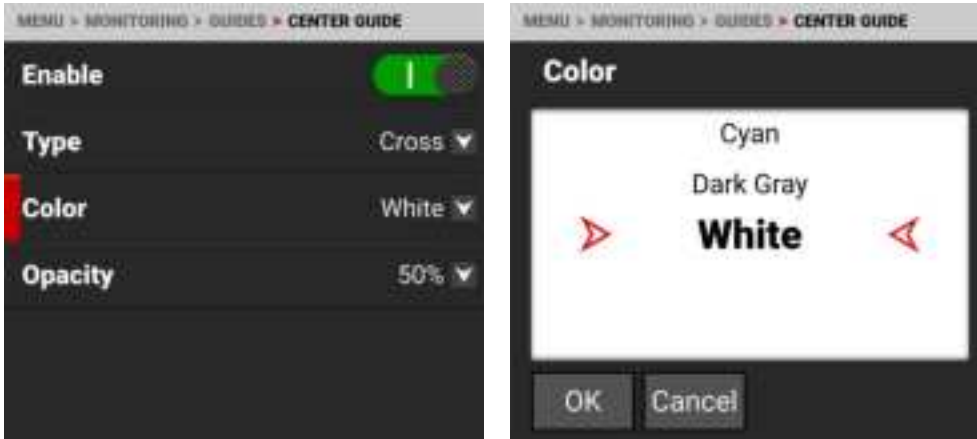 MENU > MONITORING > GUIDES > CENTER GUIDE
Enable
Type Cross
Color White
Opacity 50%
MENU > MONITORING > GUIDES > CENTER GUIDE
Color
Cyan
Dark Gray
White
OK Cancel